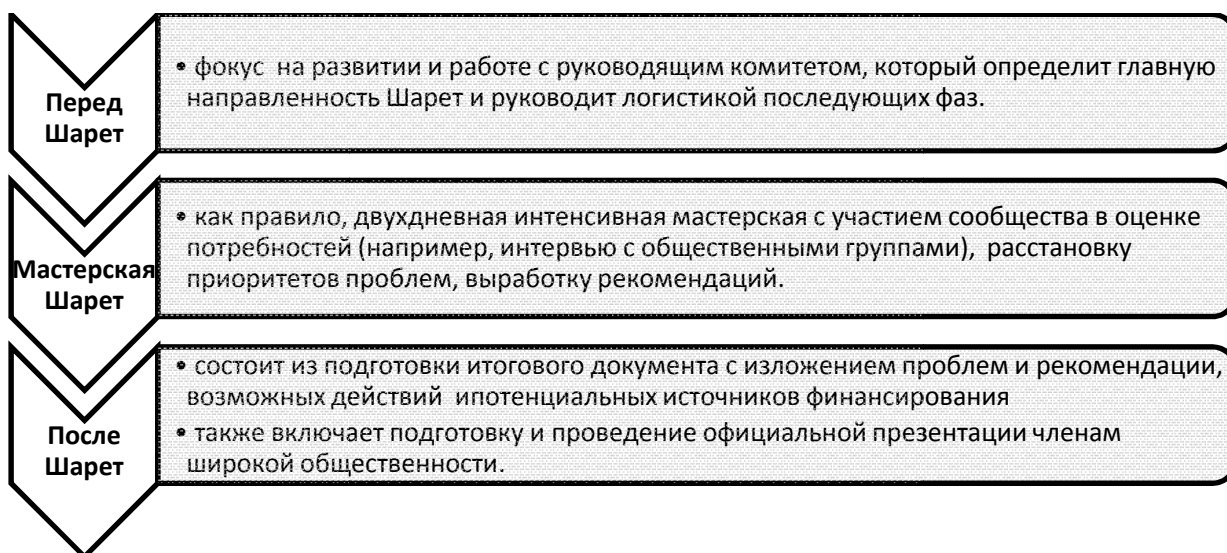 Перед
Шарет
• фокус на развитии и работе с руководящим комитетом, который определит главную
направленность Шарет и руководит логистикой последующих фаз.
Мастерская
Шарет
• как правило, двухдневная интенсивная мастерская с участием сообщества в оценке
потребностей (например, интервью с общественными группами), расстановку
приоритетов проблем, выработку рекомендаций.
После
Шарет
• состоит из подготовки итогового документа с изложением проблем и рекомендации,
возможных действий ипотенциальных источников финансирования
• также включает подготовку и проведение официальной презентации членам
широкой общественности.